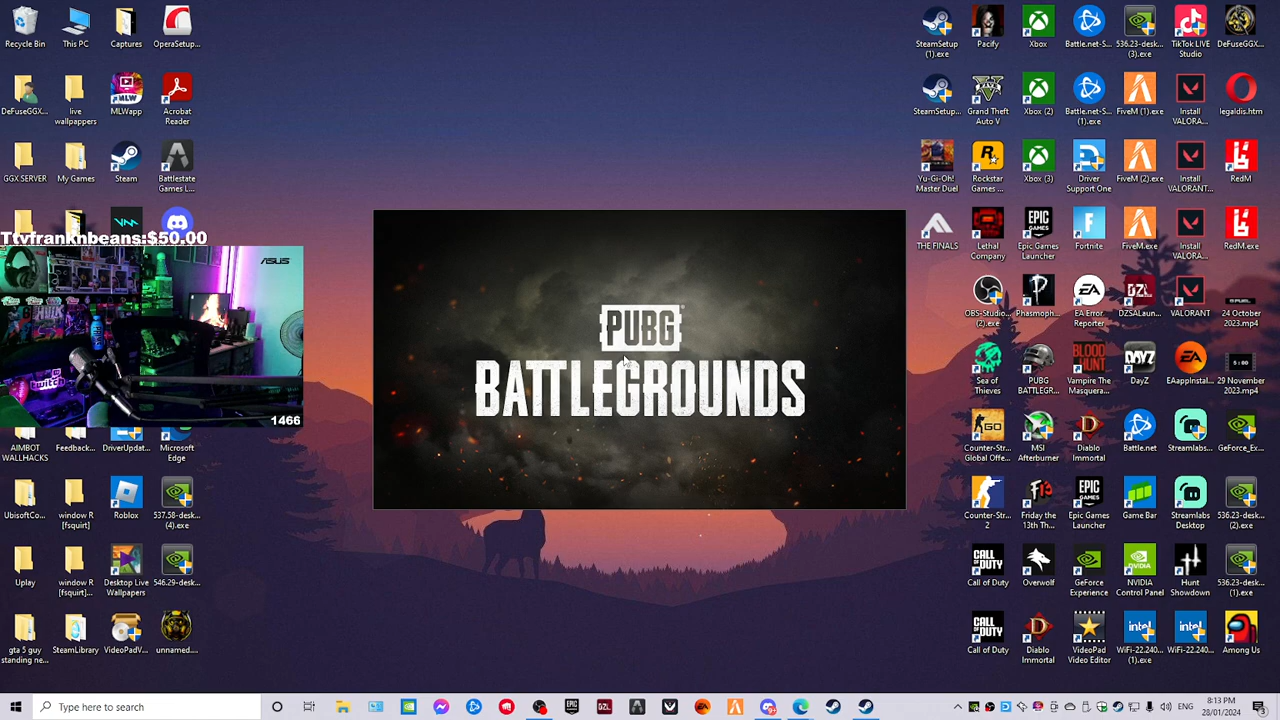 Recycle Bin
This PC
Captures
OperaSetup...
DeFuseGGX...
live wallpappers
MLWapp
Acrobat Reader
GGX SERVER
My Games
Steam
Battlestate Games L...
Ttvfranknbeans:$50.00
ASUS
twitch
1466
AIMBOT WALLHACKS
Feedback...
DriverUpdat...
Microsoft Edge
UbisoftCo...
window R [fsquirt]
Roblox
537.58-desk... (4).exe
Uplay
window R [fsquirt]...
Desktop Live Wallpapers
546.29-desk...
gta 5 guy standing ne...
SteamLibrary
VideoPadV...
unnamed....
PUBG
BATTLEGROUNDS
SteamSetup (1).exe
Pacify
Xbox
Battle.net-S...
536.23-desk... (3).exe
TikTok LIVE Studio
DeFuseGGX...
SteamSetup...
Grand Theft Auto V
Xbox (2)
Battle.net-S... (1).exe
FiveM (1).exe
Install VALORA...
legaldis.htm
Yu-Gi-Oh! Master Duel
Rockstar Games ...
Xbox (3)
Driver Support One
FiveM (2).exe
Install VALORANT...
RedM
THE FINALS
Lethal Company
Epic Games Launcher
Fortnite
FiveM.exe
Install VALORA...
RedM.exe
OBS-Studio... (2).exe
Phasmoph...
EA Error Reporter
DZSALaun...
VALORANT
24 October 2023.mp4
Sea of Thieves
PUBG BATTLEGR...
Vampire The Masquera...
DayZ
EAappInstal...
29 November 2023.mp4
Counter-Str... Global Offe...
MSI Afterburner
Diablo Immortal
Battle.net
Streamlabs...
GeForce_Ex...
Counter-Str... 2
Friday the 13th Th...
Epic Games Launcher
Game Bar
Streamlabs Desktop
536.23-desk... (2).exe
Call of Duty
Overwolf
GeForce Experience
NVIDIA Control Panel
Hunt Showdown
536.23-desk... (1).exe
Call of Duty
Diablo Immortal
VideoPad Video Editor
WiFi-22.240... (1).exe
WiFi-22.240...
Among Us
Type here to search
ENG
8:13 PM
28/01/2024